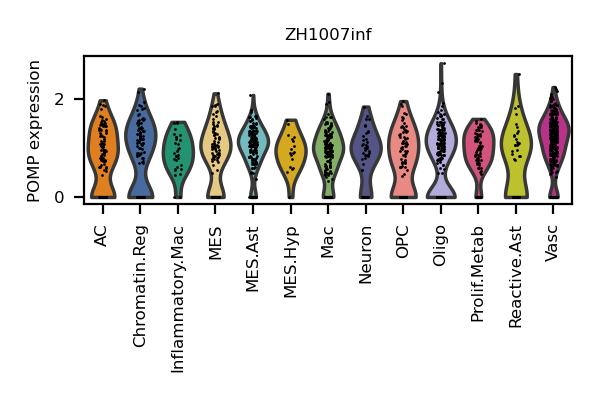 ZH1007inf
POMP expression
2
0
AC
Chromatin.Reg
Inflammatory.Mac
MES
MES.Ast
MES.Hyp
Mac
Neuron
OPC
Oligo
Prolif.Metab
Reactive.Ast
Vasc